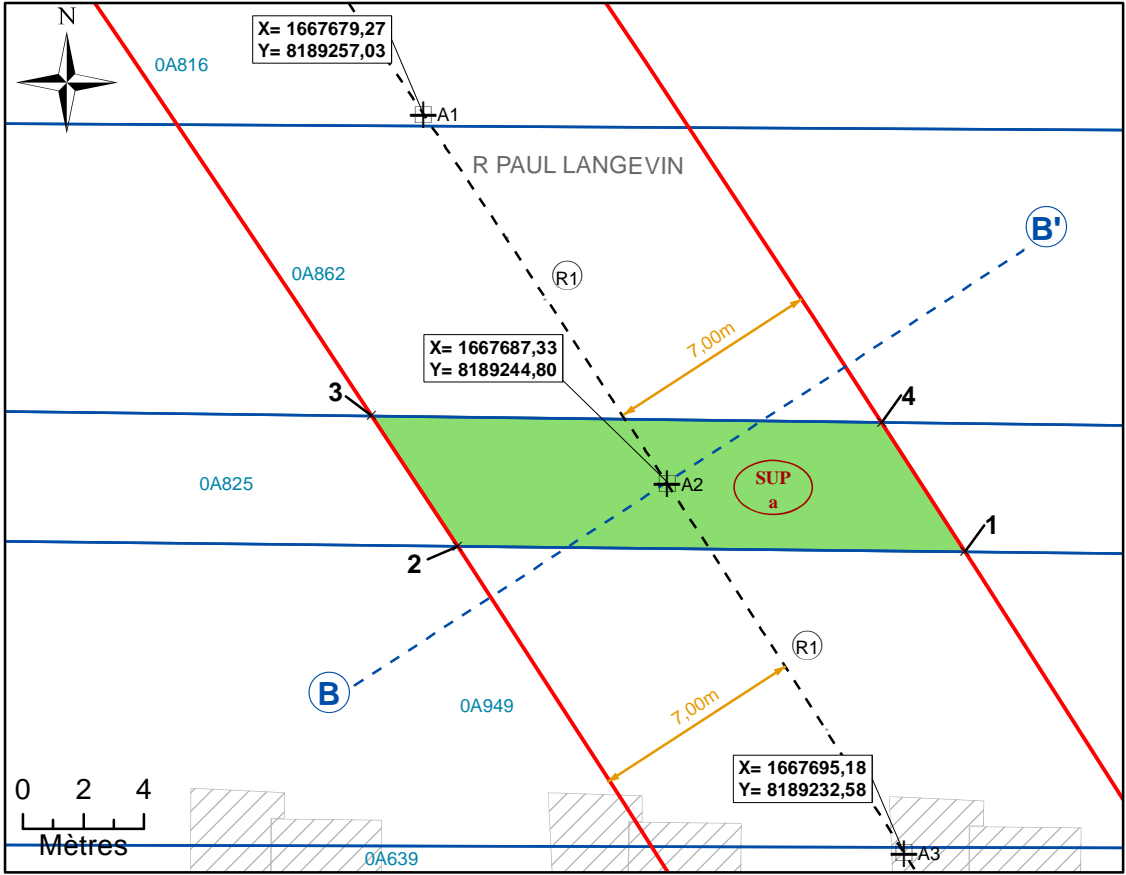 N
X= 1667679,27
Y= 8189257,03
0A816
A1
R PAUL LANGEVIN
B'
0A862
R1
7,00m
X= 1667687,33
Y= 8189244,80
3
4
0A825
A2
SUP
a
1
2
R1
B
0A949
7,00m
X= 1667695,18
Y= 8189232,58
0 2 4
Mètres
0A639
A3